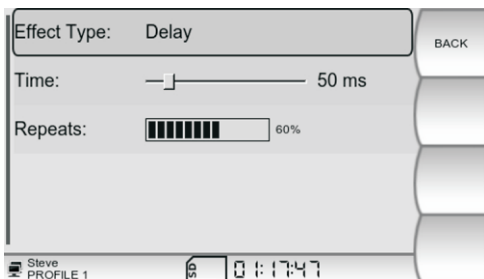 Effect Type: Delay
BACK
Time: 50 ms
Repeats: 60%
Steve
PROFILE 1
SD
01:17:47